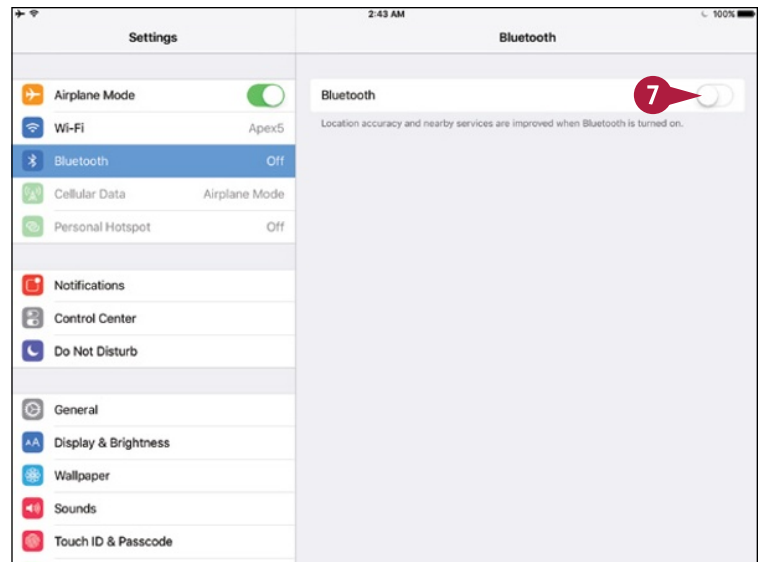 2:43 AM
100%
Settings
Bluetooth
Airplane Mode
Wi-Fi Apex5
Bluetooth Off
Cellular Data Airplane Mode
Personal Hotspot Off
Notifications
Control Center
Do Not Disturb
General
AA Display & Brightness
Wallpaper
Sounds
Touch ID & Passcode
Bluetooth
7
Location accuracy and nearby services are improved when Bluetooth is turned on.